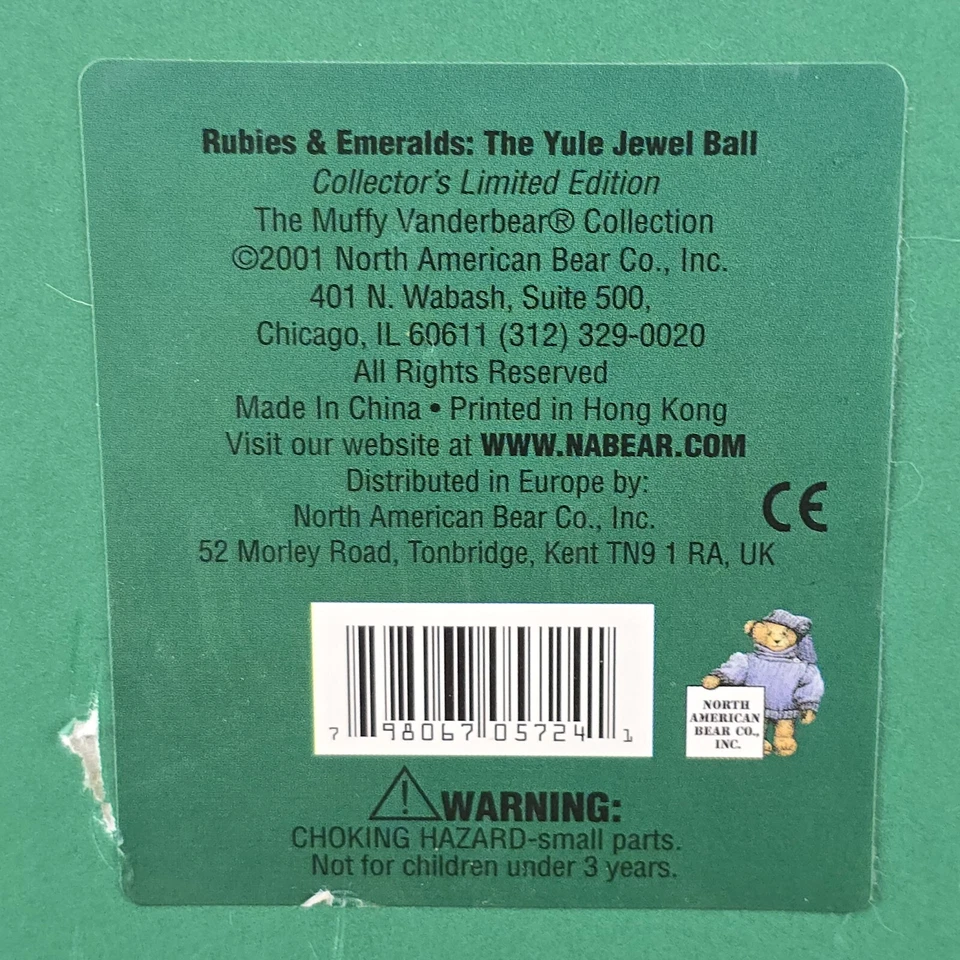 Rubies & Emeralds: The Yule Jewel Ball
Collector's Limited Edition
The Muffy Vanderbear® Collection
©2001 North American Bear Co., Inc.
401 N. Wabash, Suite 500,
Chicago, IL 60611 (312) 329-0020
All Rights Reserved
Made In China • Printed in Hong Kong
Visit our website at WWW.NABEAR.COM
Distributed in Europe by:
North American Bear Co., Inc.
52 Morley Road, Tonbridge, Kent TN9 1 RA, UK
CE
7 98067 05724 1
NORTH
AMERICAN
BEAR CO.,
INC.
WARNING:
CHOKING HAZARD-small parts.
Not for children under 3 years.